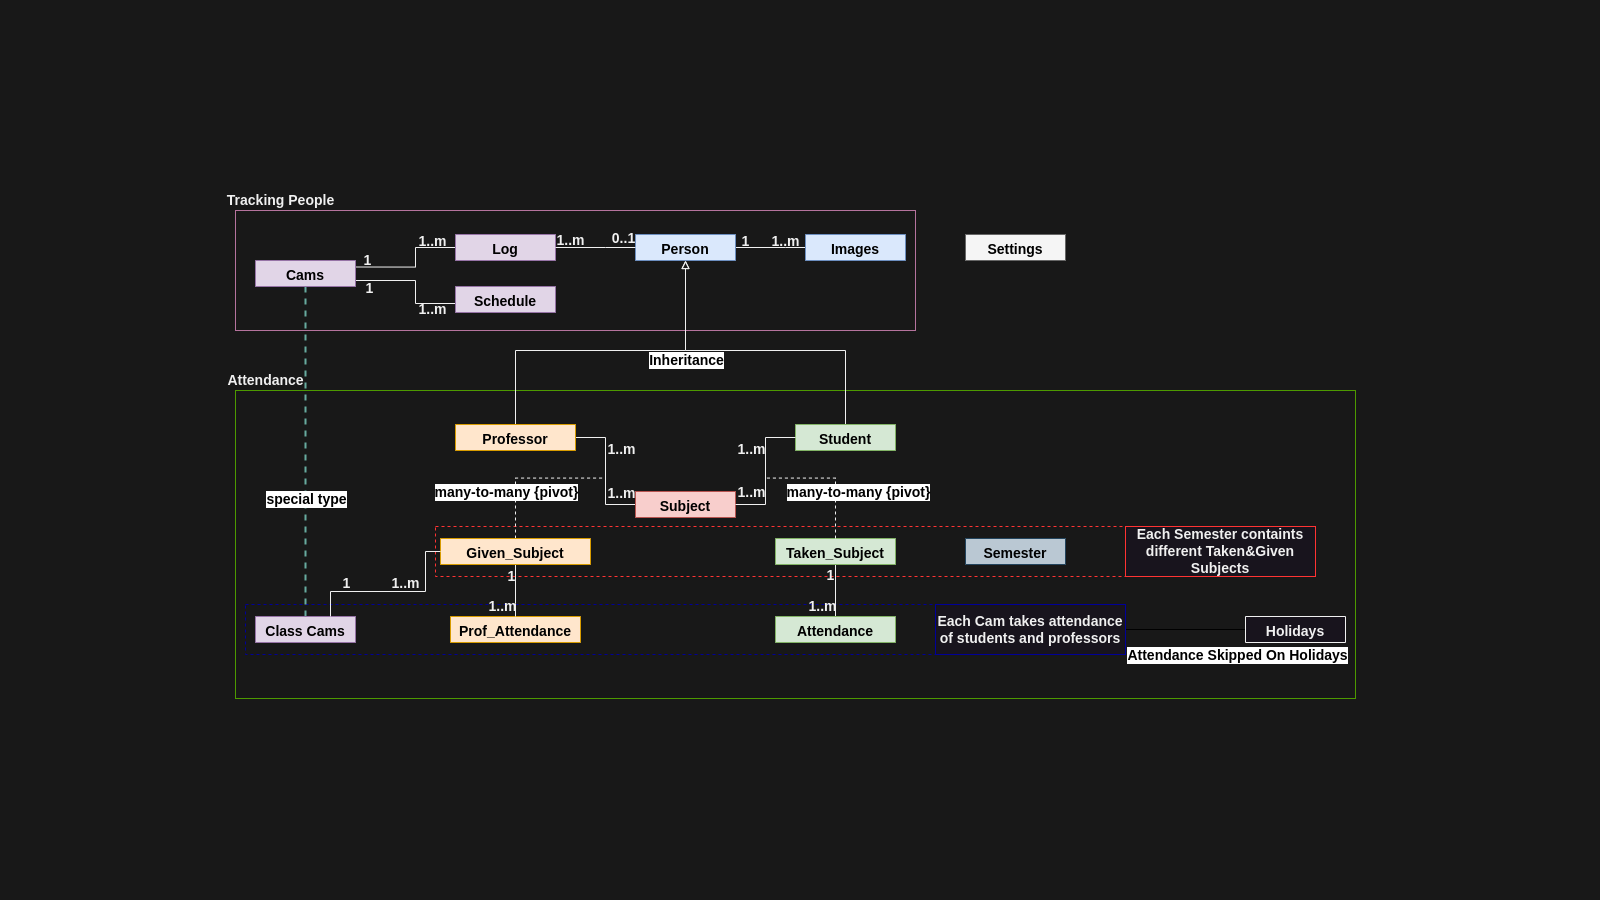 Tracking People
1..m
Log
1..m
0..1
Person
1
1..m
Images
Settings
1
Cams
1
1..m
Schedule
Inheritance
Attendance
Professor
1..m
1..m
Student
special type
many-to-many {pivot}
1..m
Subject
1..m
many-to-many {pivot}
Given_Subject
Taken_Subject
Semester
Each Semester containts
different Taken&Given
Subjects
1
1..m
1
1
1..m
1..m
Class Cams
Prof_Attendance
Attendance
Each Cam takes attendance
of students and professors
Holidays
Attendance Skipped On Holidays